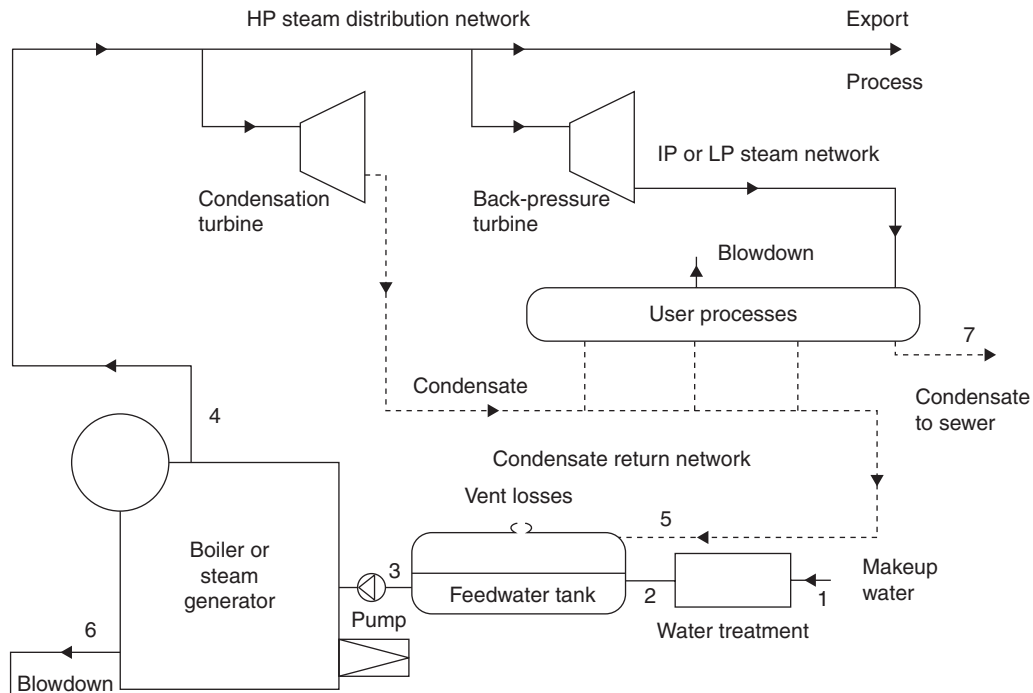 HP steam distribution network
Export
Process
IP or LP steam network
Condensation
turbine
Back-pressure
turbine
Blowdown
User processes
7
Condensate
to sewer
Condensate
4
Condensate return network
Vent losses
5
Boiler or
steam
generator
3
Feedwater tank
2
1
Makeup
water
Pump
Water treatment
6
Blowdown